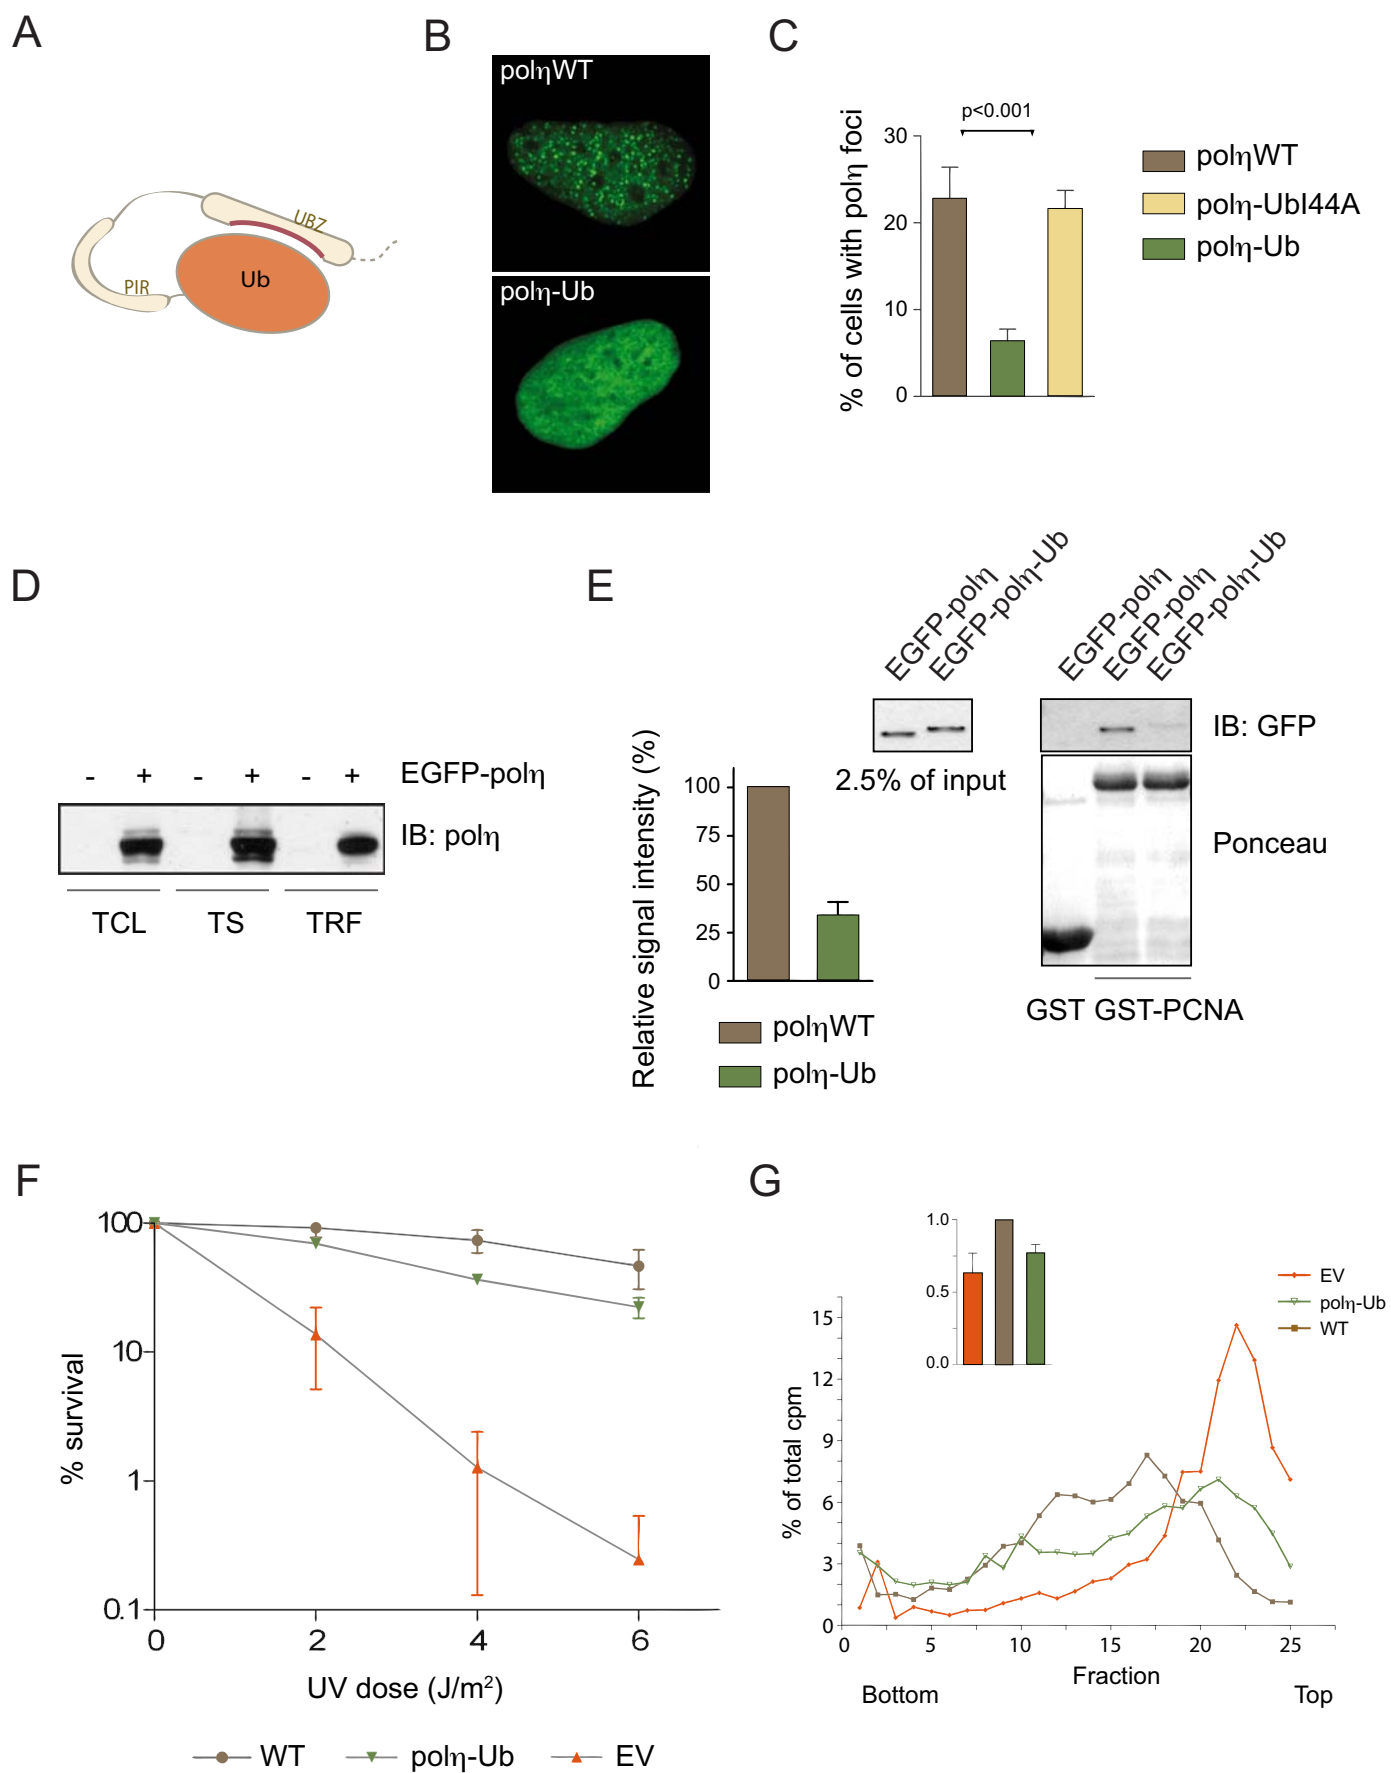 A
UBZ
Ub
PIR
B
polηWT
polη-Ub
C
p<0.001
% of cells with polη foci
30
20
10
0
polηWT
polη-UbI44A
polη-Ub
D
- + - + - + EGFP-polη
IB: polη
TCL TS TRF
E
EGFP-polη
EGFP-polη-Ub
2.5% of input
EGFP-polη
EGFP-polη
EGFP-polη-Ub
IB: GFP
Ponceau
GST GST-PCNA
Relative signal intensity (%)
100
75
50
25
0
polηWT
polη-Ub
F
% survival
100
10
1
0.1
0 2 4 6
UV dose (J/m²)
WT polη-Ub EV
G
1.0
0.5
0.0
EV
polη-Ub
WT
% of total cpm
15
12
9
6
3
0
0 5 10 15 20 25
Fraction
Bottom Top